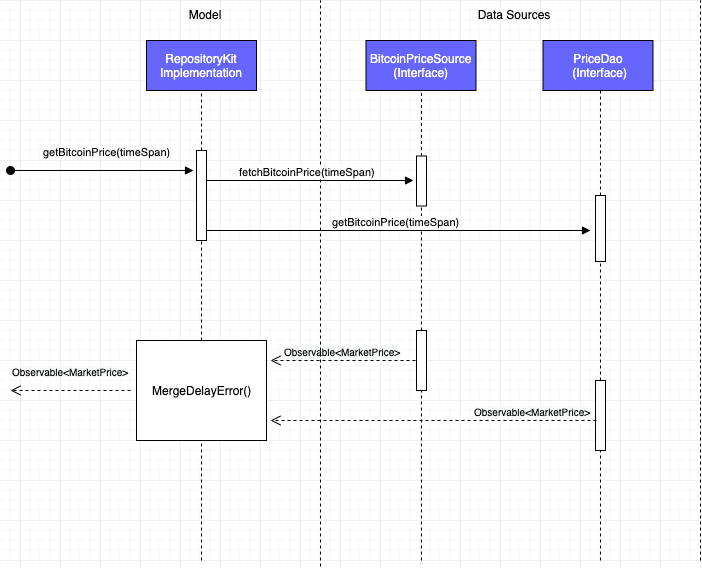 Model
Data Sources
RepositoryKit
Implementation
BitcoinPriceSource
(Interface)
PriceDao
(Interface)
getBitcoinPrice(timeSpan)
fetchBitcoinPrice(timeSpan)
getBitcoinPrice(timeSpan)
Observable<MarketPrice>
Observable<MarketPrice>
MergeDelayError()
Observable<MarketPrice>